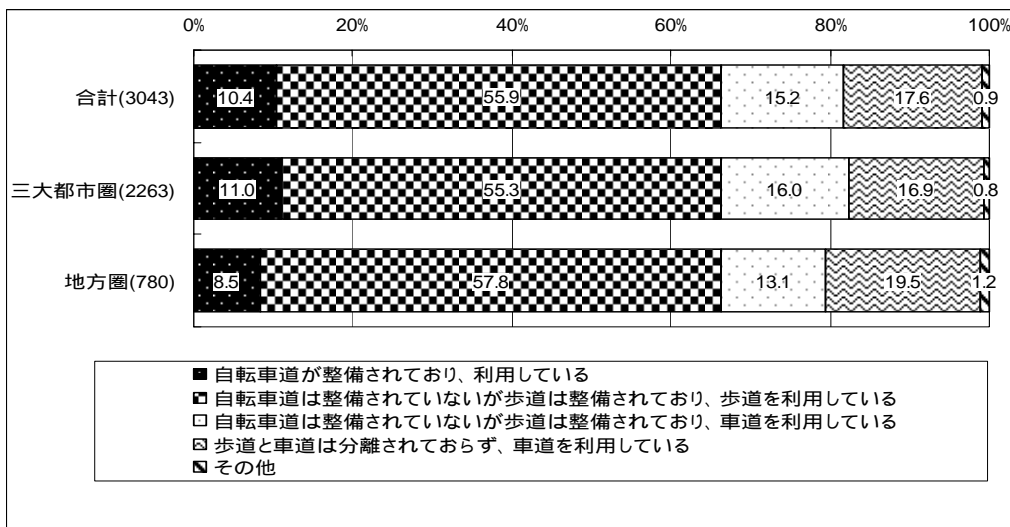 0% 20% 40% 60% 80% 100%
合計(3043) 10.4 55.9 15.2 17.6 0.9
三大都市圏(2263) 11.0 55.3 16.0 16.9 0.8
地方圏(780) 8.5 57.8 13.1 19.5 1.2
自転車道が整備されており、利用している
自転車道は整備されていないが歩道は整備されており、歩道を利用している
自転車道は整備されていないが歩道は整備されており、車道を利用している
歩道と車道は分離されておらず、車道を利用している
その他